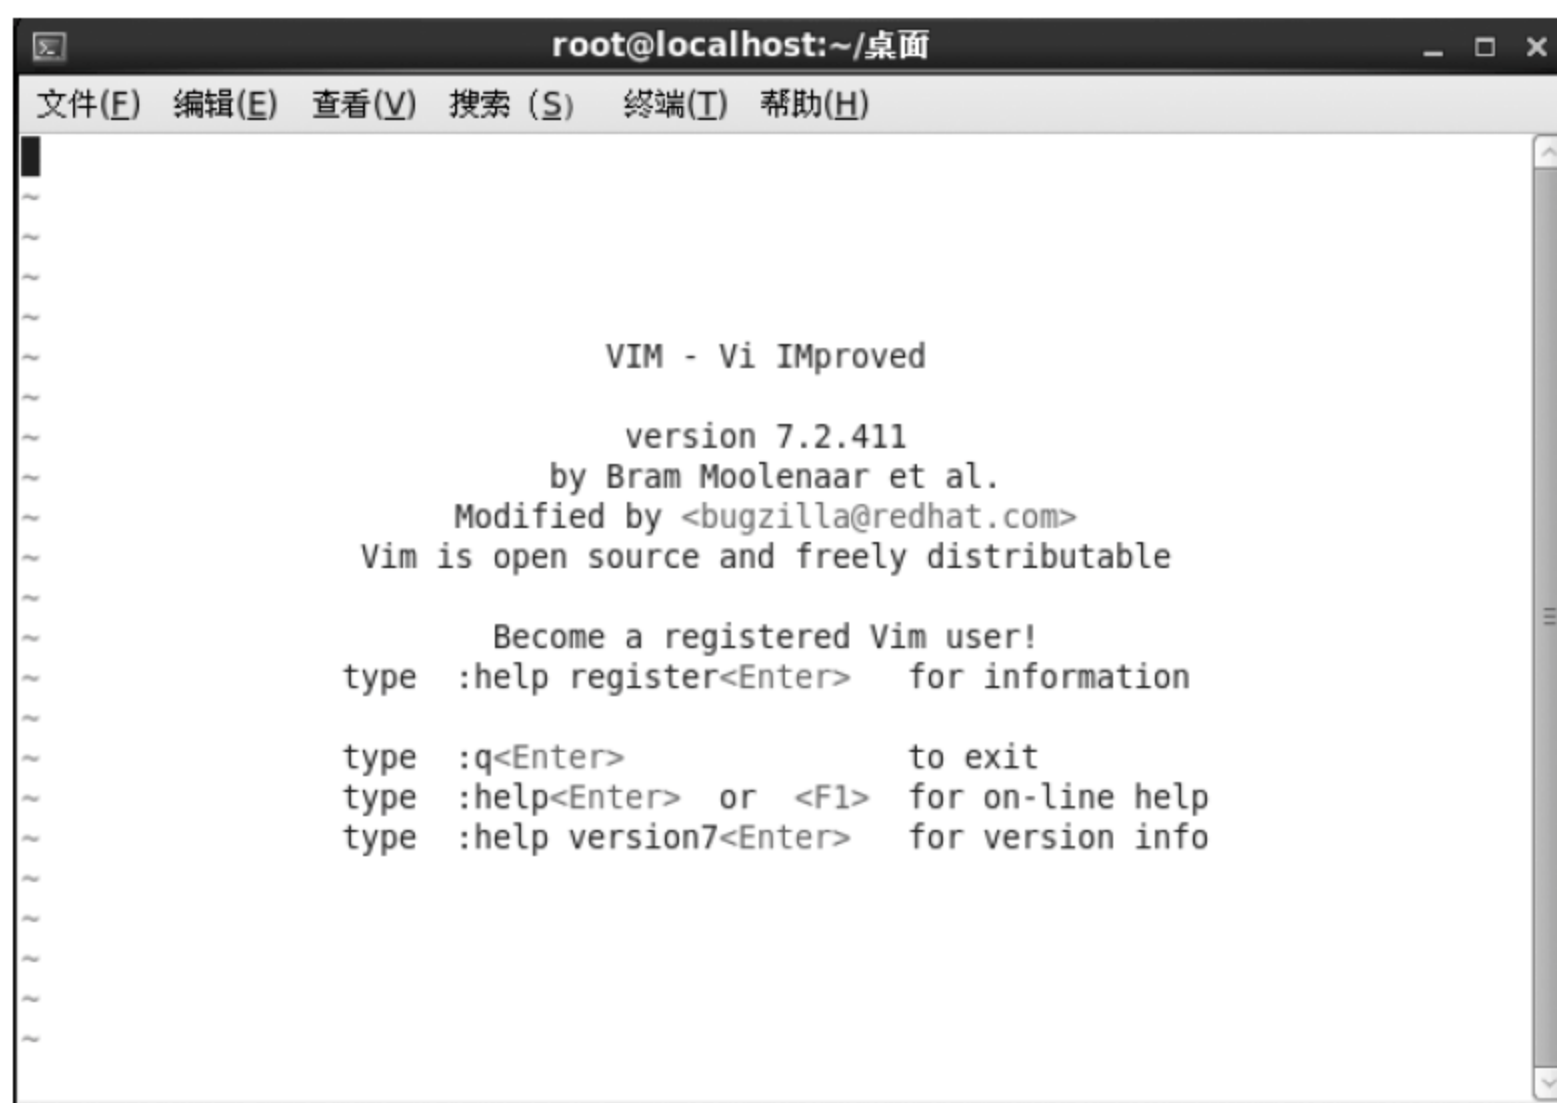 root@localhost:~/桌面
文件(F) 编辑(E) 查看(V) 搜索 (S) 终端(T) 帮助(H)
~
~
~
~
~ VIM - Vi IMproved
~
~ version 7.2.411
~ by Bram Moolenaar et al.
~ Modified by <bugzilla@redhat.com>
~ Vim is open source and freely distributable
~
~ Become a registered Vim user!
~ type :help register<Enter> for information
~
~ type :q<Enter> to exit
~ type :help<Enter> or <F1> for on-line help
~ type :help version7<Enter> for version info
~
~
~
~
~